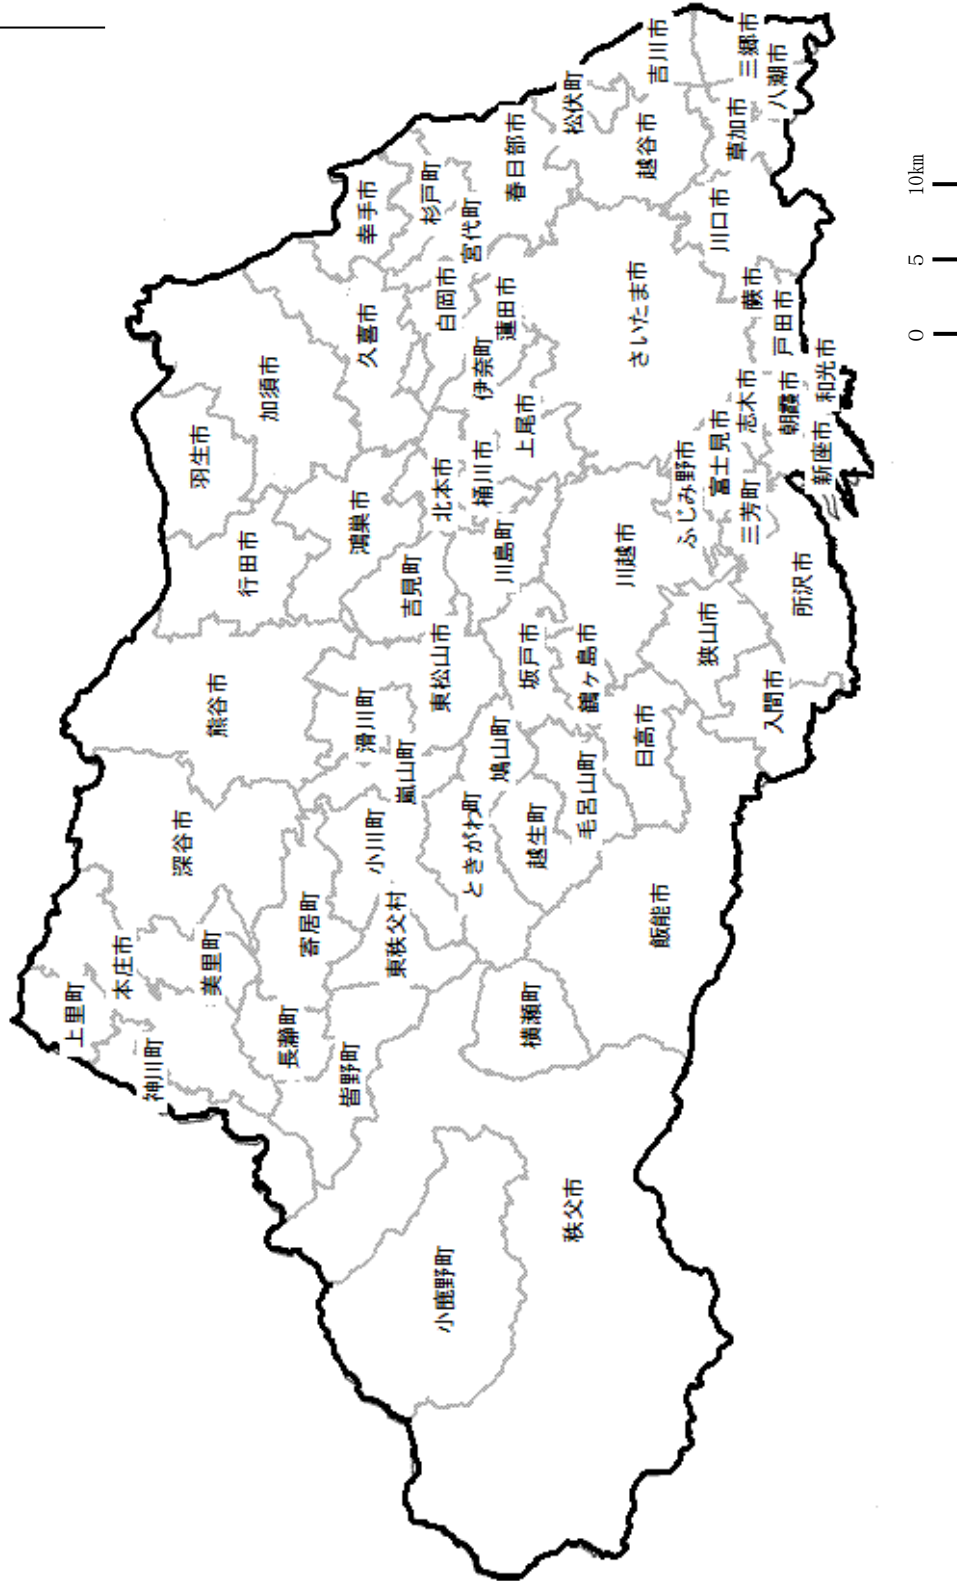 上里町
本庄市
神川町
美里町
深谷市
熊谷市
行田市
羽生市
加須市
長瀞町
寄居町
皆野町
小川町
滑川町
嵐山町
東秩父村
東松山市
吉見町
鴻巣市
北本市
久喜市
幸手市
杉戸町
宮代町
白岡市
蓮田市
伊奈町
桶川市
上尾市
川島町
小鹿野町
秩父市
横瀬町
ときがわ町
鳩山町
越生町
毛呂山町
坂戸市
鶴ヶ島市
日高市
飯能市
川越市
さいたま市
春日部市
松伏町
越谷市
吉川市
三郷市
八潮市
草加市
川口市
蕨市
戸田市
ふじみ野市
富士見市
志木市
三芳町
朝霞市
和光市
新座市
狭山市
入間市
所沢市
0 5 10km